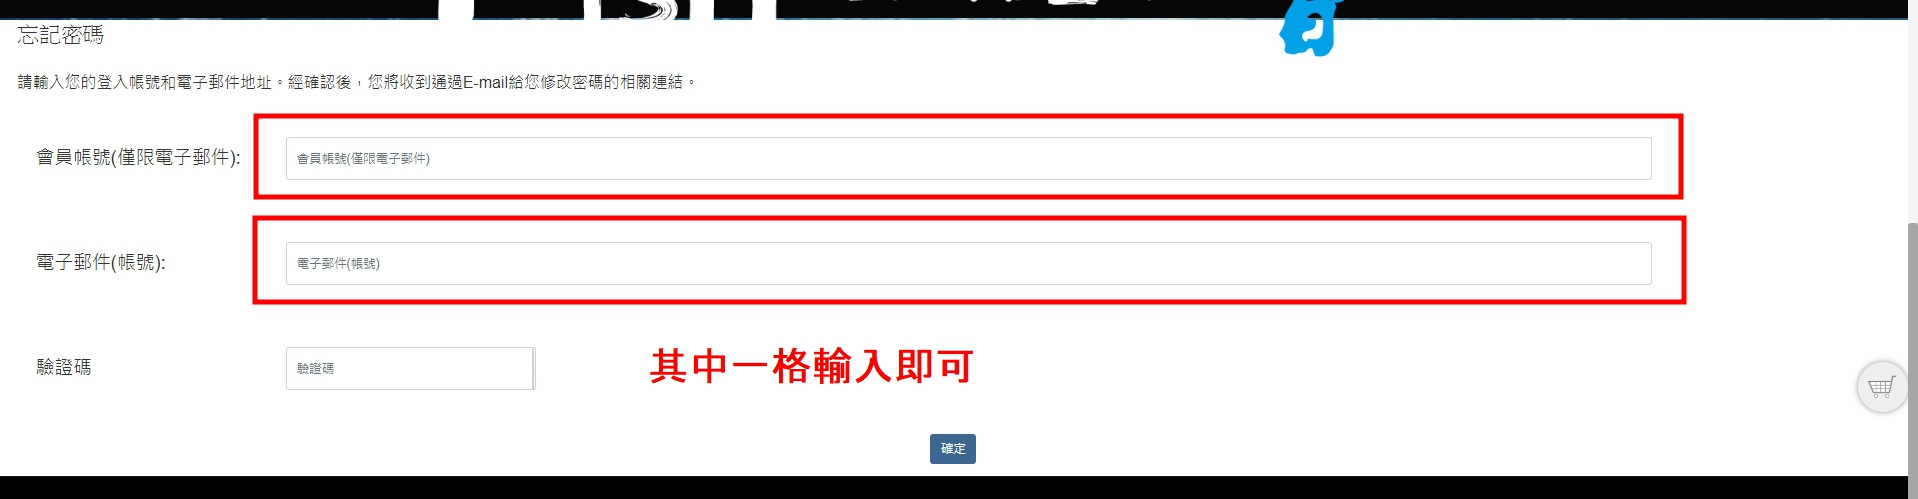 忘記密碼
請輸入您的登入帳號和電子郵件地址。經確認後，您將收到通過E-mail給您修改密碼的相關連結。
會員帳號(僅限電子郵件):
會員帳號(僅限電子郵件)
電子郵件(帳號):
電子郵件(帳號)
驗證碼
驗證碼
其中一格輸入即可
確定